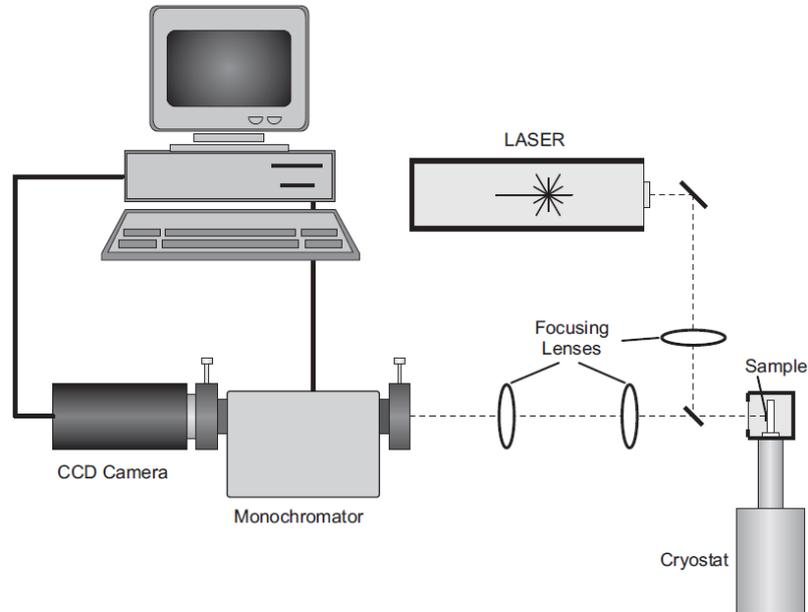 LASER
Focusing
Lenses
Sample
CCD Camera
Monochromator
Cryostat